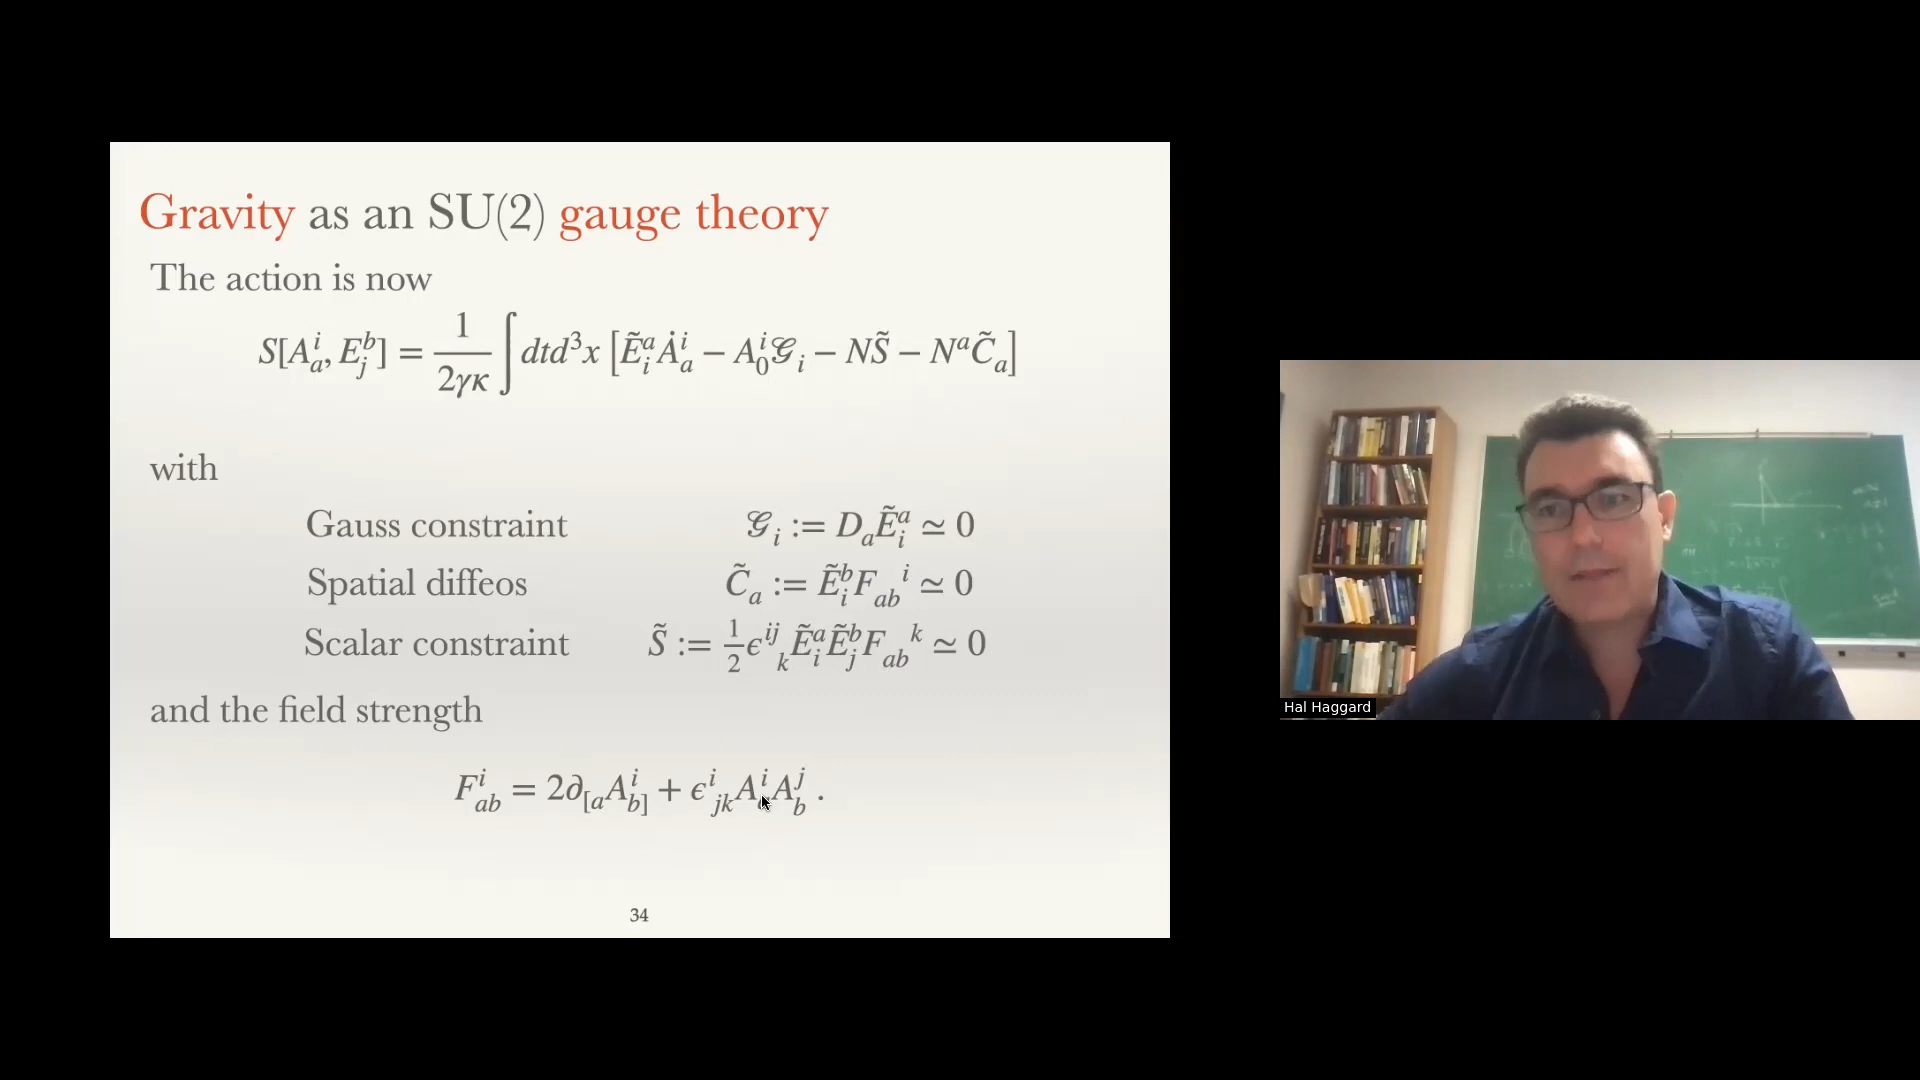 Gravity as an SU(2) gauge theory
The action is now
$S[A^i_a, E^b_j] = \frac{1}{2\gamma\kappa} \int dt d^3x \left[ \tilde{E}^a_i \dot{A}^i_a - A^i_0 \mathscr{G}_i - N\tilde{S} - N^a \tilde{C}_a \right]$
with
Gauss constraint $\mathscr{G}_i := D_a \tilde{E}^a_i \simeq 0$
Spatial diffeos $\tilde{C}_a := \tilde{E}^b_i F_{ab}{}^i \simeq 0$
Scalar constraint $\tilde{S} := \frac{1}{2} \epsilon^{ij}{}_k \tilde{E}^a_i \tilde{E}^b_j F_{ab}{}^k \simeq 0$
and the field strength
$F^i_{ab} = 2\partial_{[a} A^i_{b]} + \epsilon^i{}_{jk} A^i_a A^j_b \, .$
34
Hal Haggard